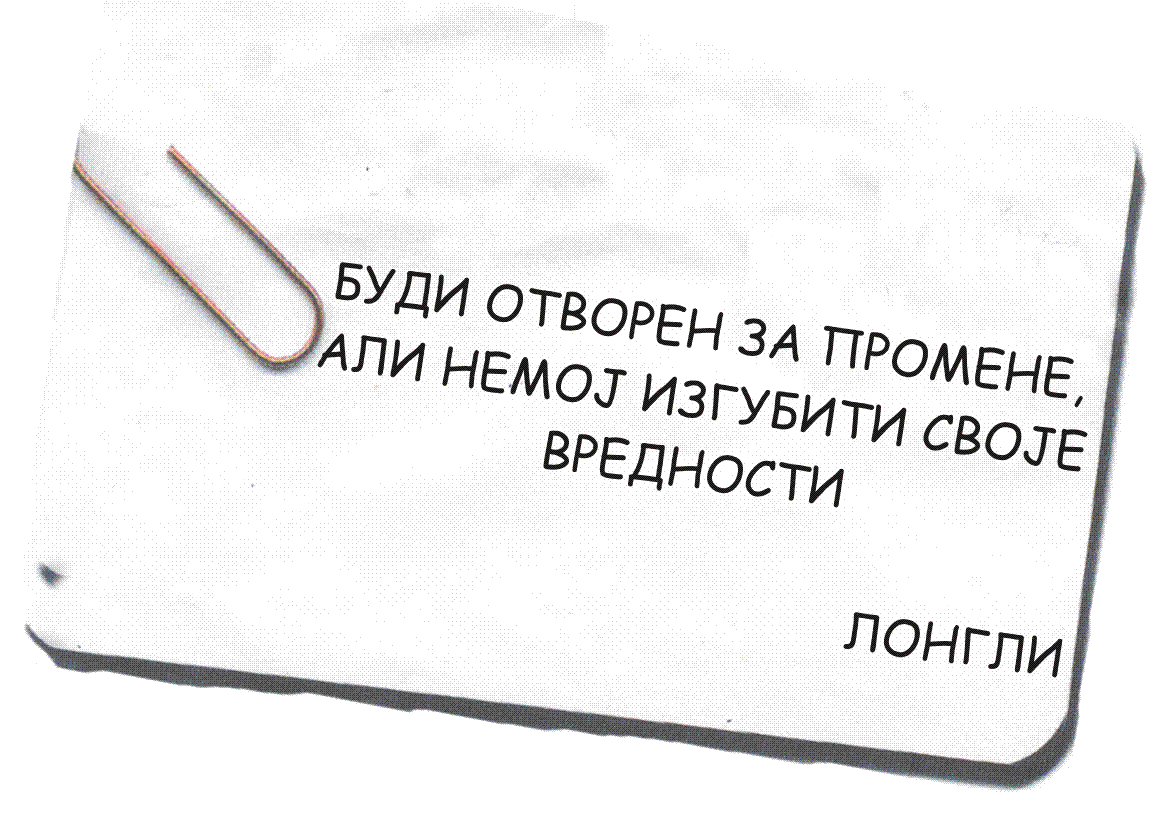 БУДИ ОТВОРЕН ЗА ПРОМЕНЕ,
АЛИ НЕМОЈ ИЗГУБИТИ СВОЈЕ
ВРЕДНОСТИ
ЛОНГЛИ